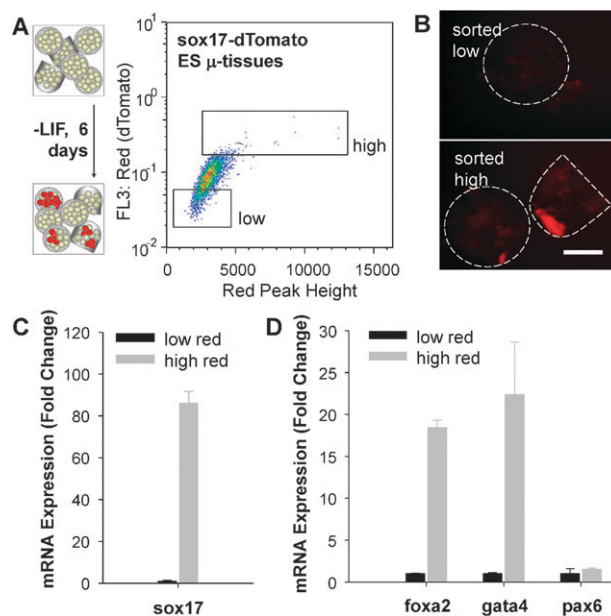 A
-LIF, 6
days
sox17-dTomato
ES μ-tissues
FL3: Red (dTomato)
10^1
10^0
10^-1
10^-2
high
low
0
5000
10000
15000
Red Peak Height
B
sorted
low
sorted
high
C
low red
high red
mRNA Expression (Fold Change)
120
100
80
60
40
20
0
sox17
D
low red
high red
mRNA Expression (Fold Change)
30
25
20
15
10
5
0
foxa2
gata4
pax6